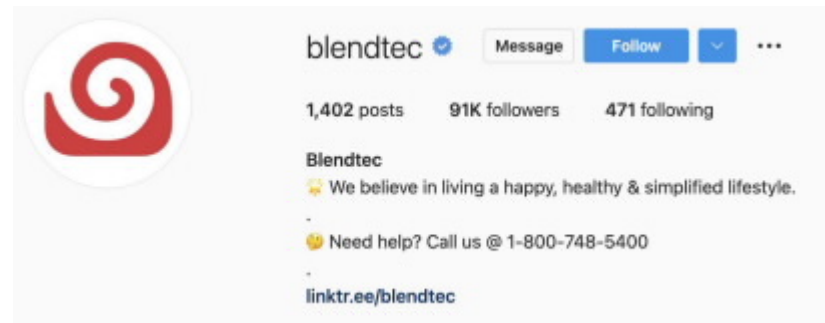 blendtec Message Follow
1,402 posts 91K followers 471 following
Blendtec
🌟 We believe in living a happy, healthy & simplified lifestyle.
.
🤔 Need help? Call us @ 1-800-748-5400
.
linktr.ee/blendtec